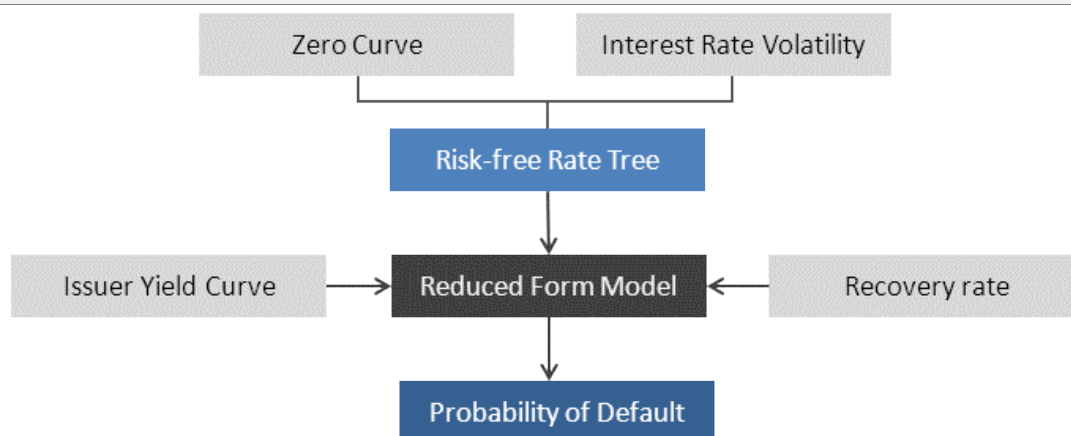 Zero Curve
Interest Rate Volatility
Risk-free Rate Tree
Issuer Yield Curve
Reduced Form Model
Recovery rate
Probability of Default